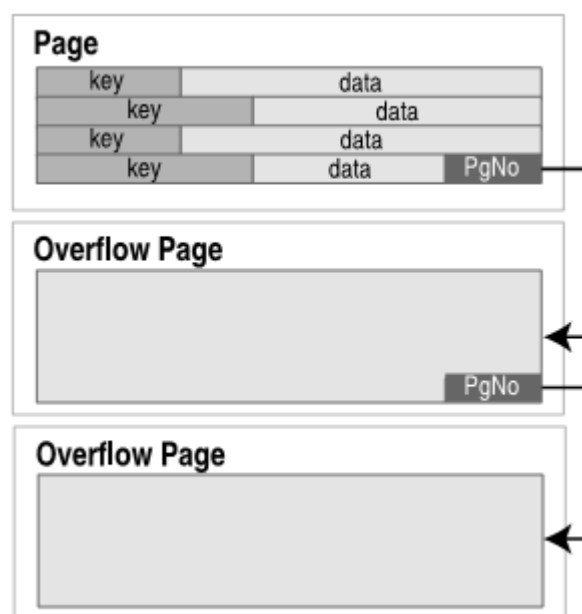 Page
key data
key data
key data
key data PgNo
Overflow Page
PgNo
Overflow Page